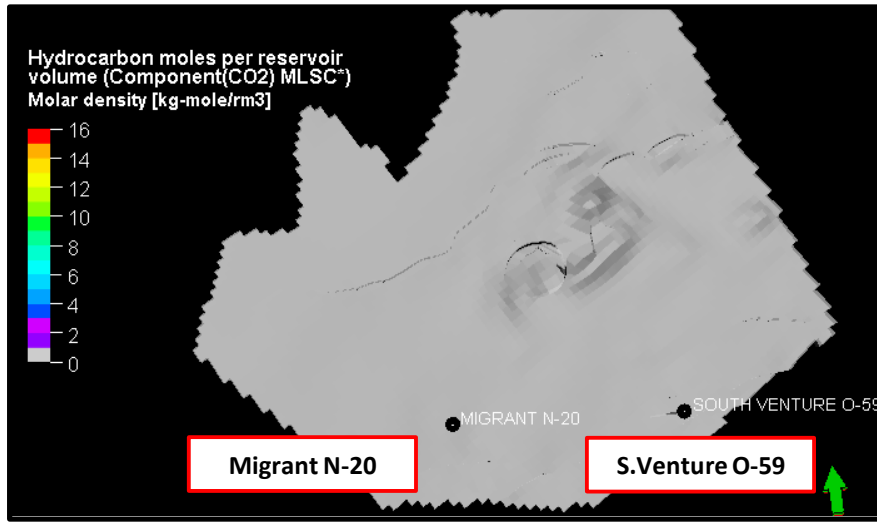 Hydrocarbon moles per reservoir
volume (Component(CO2) MLSC*)
Molar density [kg-mole/rm3]
16
14
12
10
8
6
4
2
0
MIGRANT N-20
SOUTH VENTURE O-59
Migrant N-20
S.Venture O-59